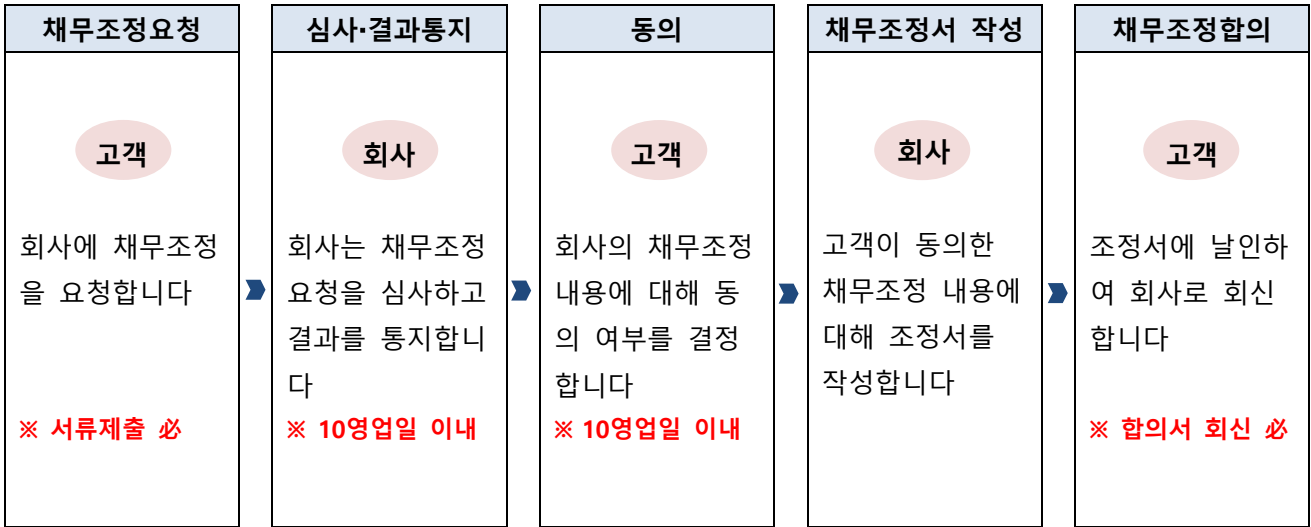 채무조정요청
고객
회사에 채무조정
을 요청합니다
※ 서류제출 必
심사·결과통지
회사
회사는 채무조정
요청을 심사하고
결과를 통지합니
다
※ 10영업일 이내
동의
고객
회사의 채무조정
내용에 대해 동
의 여부를 결정
합니다
※ 10영업일 이내
채무조정서 작성
회사
고객이 동의한
채무조정 내용에
대해 조정서를
작성합니다
채무조정합의
고객
조정서에 날인하
여 회사로 회신
합니다
※ 합의서 회신 必